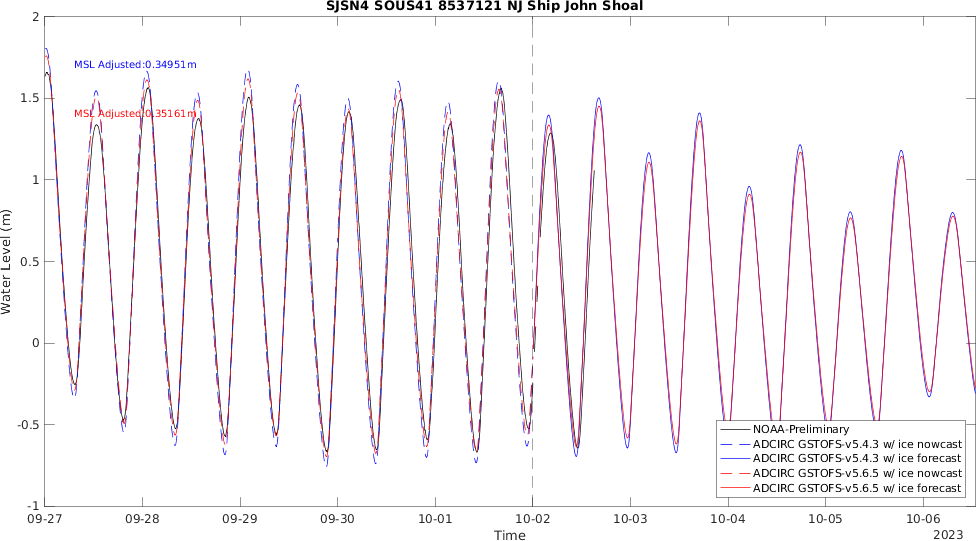 SJSN4 SOUS41 8537121 NJ Ship John Shoal
2
MSL Adjusted:0.34951m
1.5
MSL Adjusted:0.35161m
1
Water Level (m)
0.5
0
-0.5
NOAA-Preliminary
ADCIRC GSTOFS-v5.4.3 w/ ice nowcast
ADCIRC GSTOFS-v5.4.3 w/ ice forecast
ADCIRC GSTOFS-v5.6.5 w/ ice nowcast
ADCIRC GSTOFS-v5.6.5 w/ ice forecast
-1
09-27 09-28 09-29 09-30 10-01 10-02 10-03 10-04 10-05 10-06
Time
2023